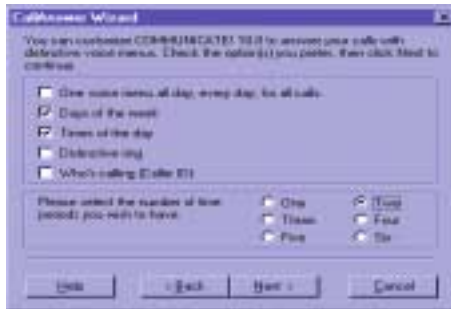 CallAnswer Wizard
You can customize COMMUNICATE! 10.0 to answer your calls with
distinctive voice menus. Check the option(s) you prefer, then click Next to
continue.
One voice menu all day, every day, for all calls.
Days of the week
Times of the day
Distinctive ring
Who's calling (Caller ID)
Please select the number of time
periods you wish to have.
One Two
Three Four
Five Six
Help < Back Next > Cancel